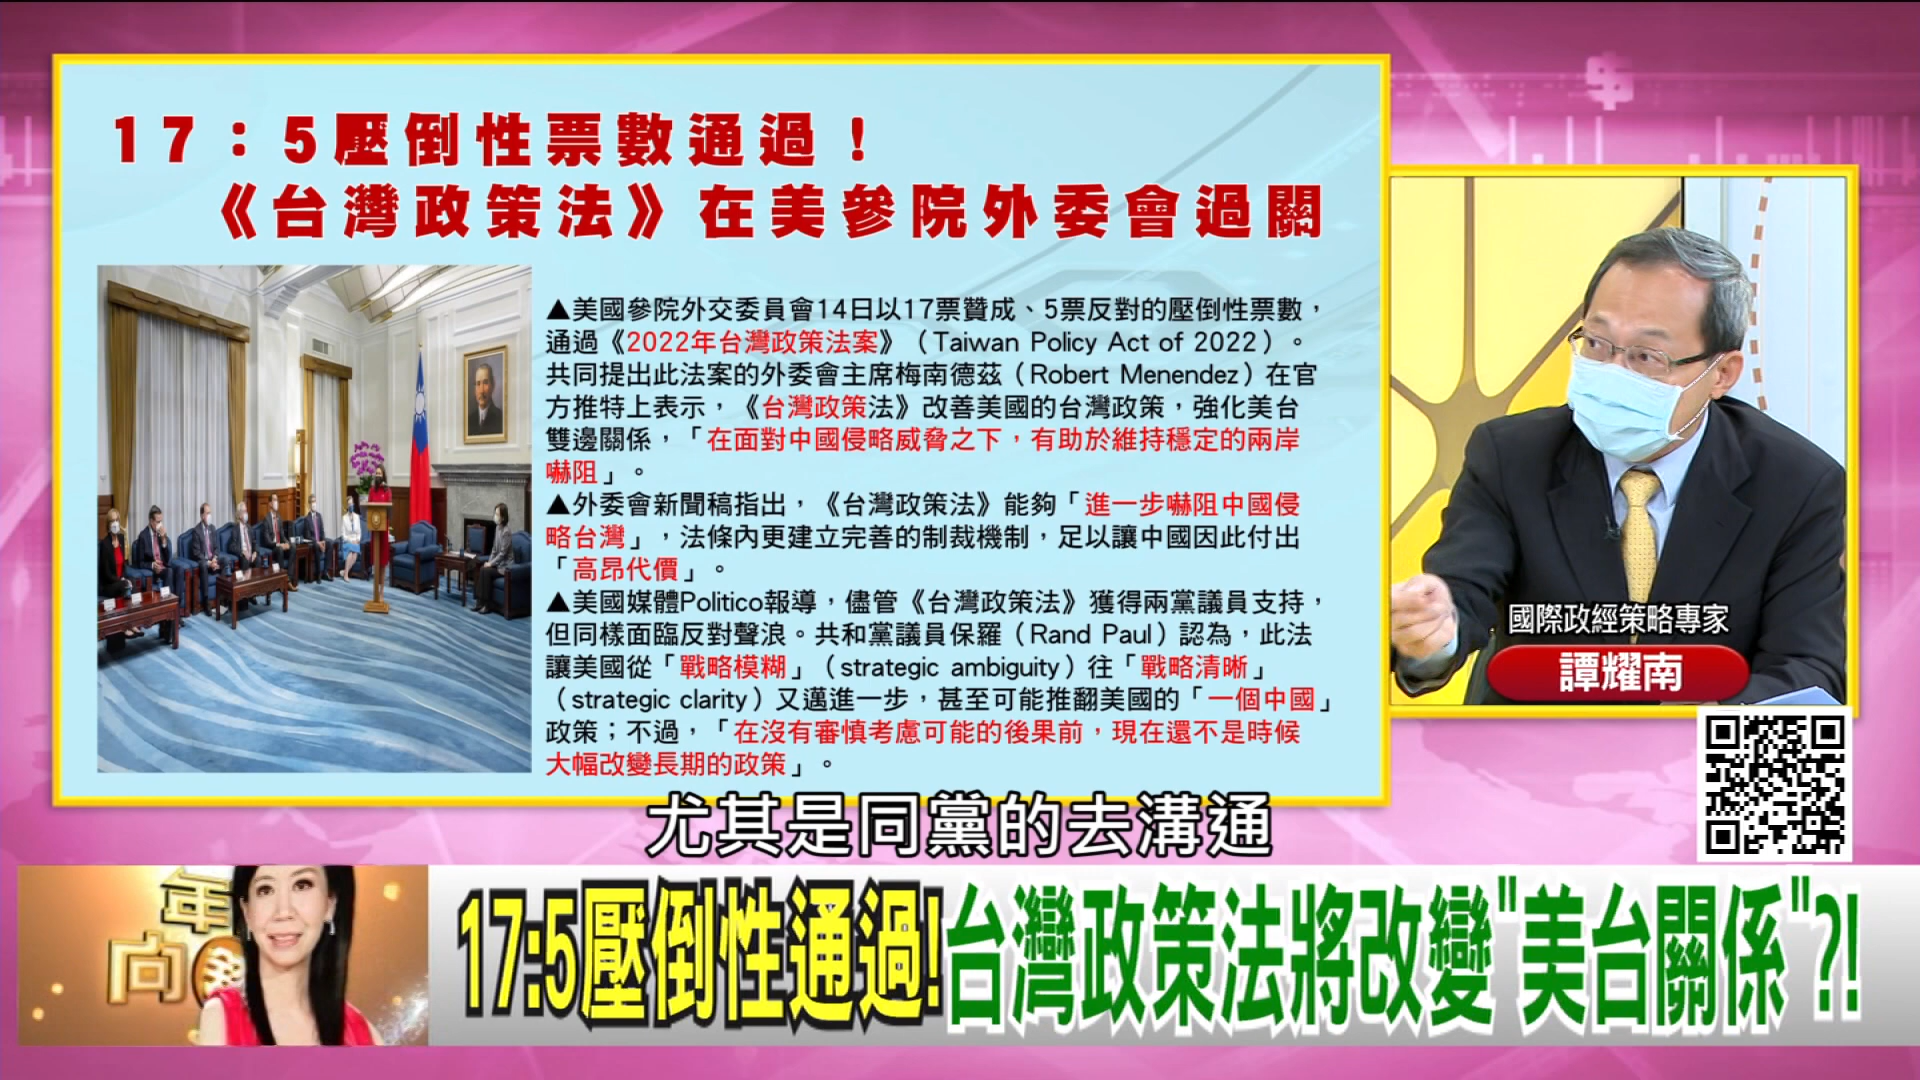 17：5壓倒性票數通過！
《台灣政策法》在美參院外委會過關
▲美國參院外交委員會14日以17票贊成、5票反對的壓倒性票數，
通過《2022年台灣政策法案》（Taiwan Policy Act of 2022）。
共同提出此法案的外委會主席梅南德茲（Robert Menendez）在官
方推特上表示，《台灣政策法》改善美國的台灣政策，強化美台
雙邊關係，「在面對中國侵略威脅之下，有助於維持穩定的兩岸
嚇阻」。
▲外委會新聞稿指出，《台灣政策法》能夠「進一步嚇阻中國侵
略台灣」，法條內更建立完善的制裁機制，足以讓中國因此付出
「高昂代價」。
▲美國媒體Politico報導，儘管《台灣政策法》獲得兩黨議員支持，
但同樣面臨反對聲浪。共和黨議員保羅（Rand Paul）認為，此法
讓美國從「戰略模糊」（strategic ambiguity）往「戰略清晰」
（strategic clarity）又邁進一步，甚至可能推翻美國的「一個中國」
政策；不過，「在沒有審慎考慮可能的後果前，現在還不是時候
大幅改變長期的政策」。
國際政經策略專家
譚耀南
尤其是同黨的去溝通
年
向
17:5壓倒性通過!台灣政策法將改變"美台關係"?!